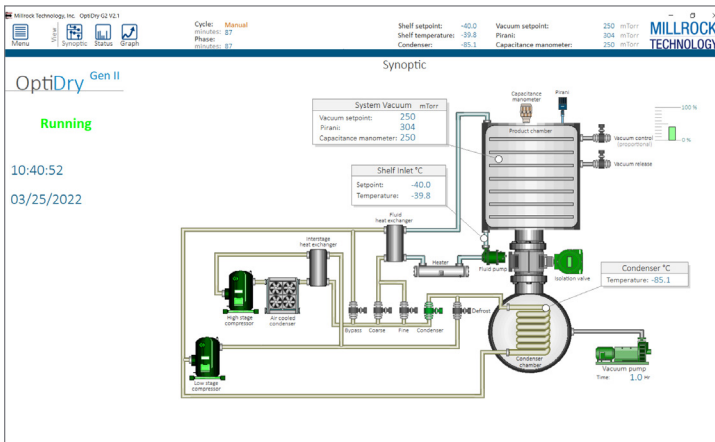 Millrock Technology, Inc. OptiDry G2 V2.1
Menu
View
Synoptic
Status
Graph
Cycle: Manual
minutes: 87
Phase:
minutes: 87
Shelf setpoint: -40.0
Shelf temperature: -39.8
Condenser: -85.1
Vacuum setpoint: 250 mTorr
Pirani: 304 mTorr
Capacitance manometer: 250 mTorr
MILLROCK
TECHNOLOGY
Synoptic
OptiDry Gen II
Running
10:40:52
03/25/2022
System Vacuum mTorr
Vacuum setpoint: 250
Pirani: 304
Capacitance manometer: 250
Shelf Inlet °C
Setpoint: -40.0
Temperature: -39.8
Capacitance
manometer
Pirani
Product chamber
100 %
0 %
Vacuum control
(proportional)
Vacuum release
Fluid
heat exchanger
Interstage
heat exchanger
Heater
Fluid pump
Isolation valve
Condenser °C
Temperature: -85.1
High stage
compressor
Air cooled
condenser
Bypass
Coarse
Fine
Condenser
Defrost
Low stage
compressor
Condenser
chamber
Vacuum pump
Time: 1.0 Hr